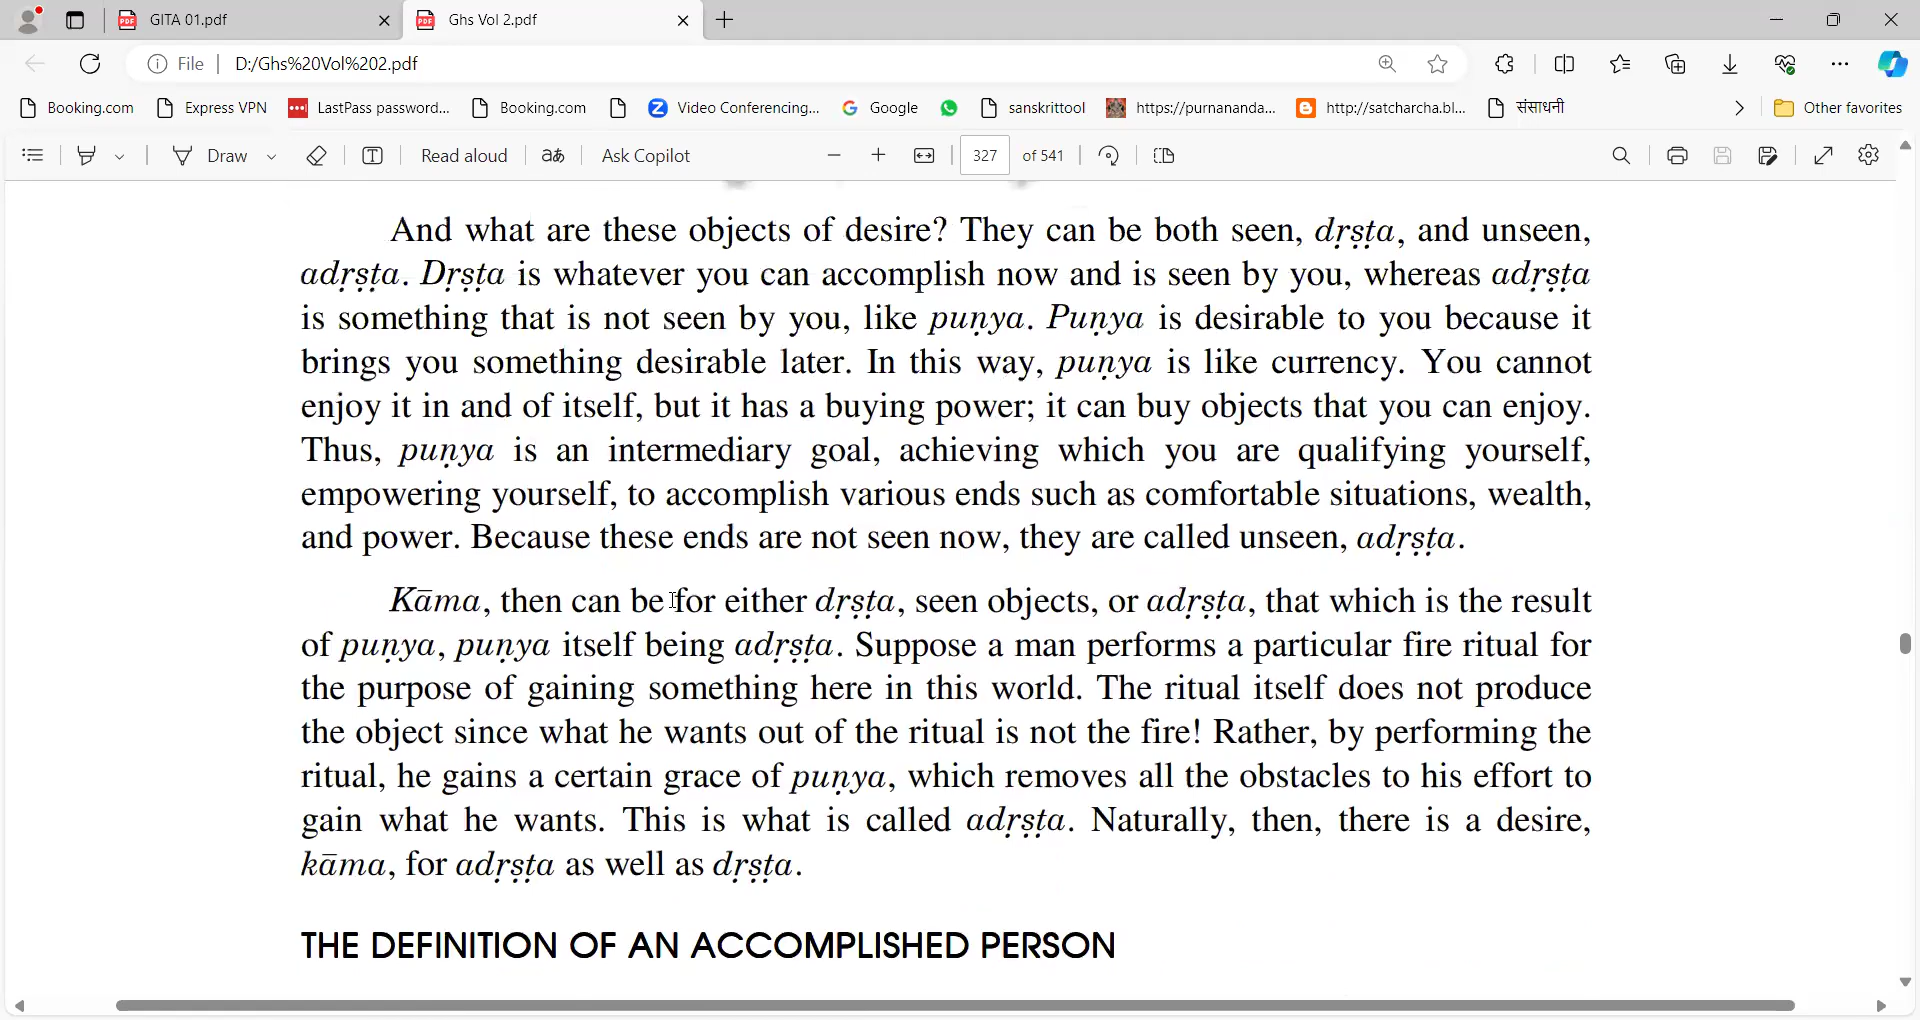 GITA 01.pdf
Ghs Vol 2.pdf
File
D:/Ghs%20Vol%202.pdf
Booking.com
Express VPN
LastPass password...
Booking.com
Video Conferencing...
Google
sanskrittool
https://purnananda...
http://satcharcha.bl...
संसाधनी
Other favorites
Draw
Read aloud
aあ
Ask Copilot
327
of 541
And what are these objects of desire? They can be both seen, dṛṣṭa, and unseen,
adṛṣṭa. Dṛṣṭa is whatever you can accomplish now and is seen by you, whereas adṛṣṭa
is something that is not seen by you, like puṇya. Puṇya is desirable to you because it
brings you something desirable later. In this way, puṇya is like currency. You cannot
enjoy it in and of itself, but it has a buying power; it can buy objects that you can enjoy.
Thus, puṇya is an intermediary goal, achieving which you are qualifying yourself,
empowering yourself, to accomplish various ends such as comfortable situations, wealth,
and power. Because these ends are not seen now, they are called unseen, adṛṣṭa.
Kāma, then can be for either dṛṣṭa, seen objects, or adṛṣṭa, that which is the result
of puṇya, puṇya itself being adṛṣṭa. Suppose a man performs a particular fire ritual for
the purpose of gaining something here in this world. The ritual itself does not produce
the object since what he wants out of the ritual is not the fire! Rather, by performing the
ritual, he gains a certain grace of puṇya, which removes all the obstacles to his effort to
gain what he wants. This is what is called adṛṣṭa. Naturally, then, there is a desire,
kāma, for adṛṣṭa as well as dṛṣṭa.
THE DEFINITION OF AN ACCOMPLISHED PERSON